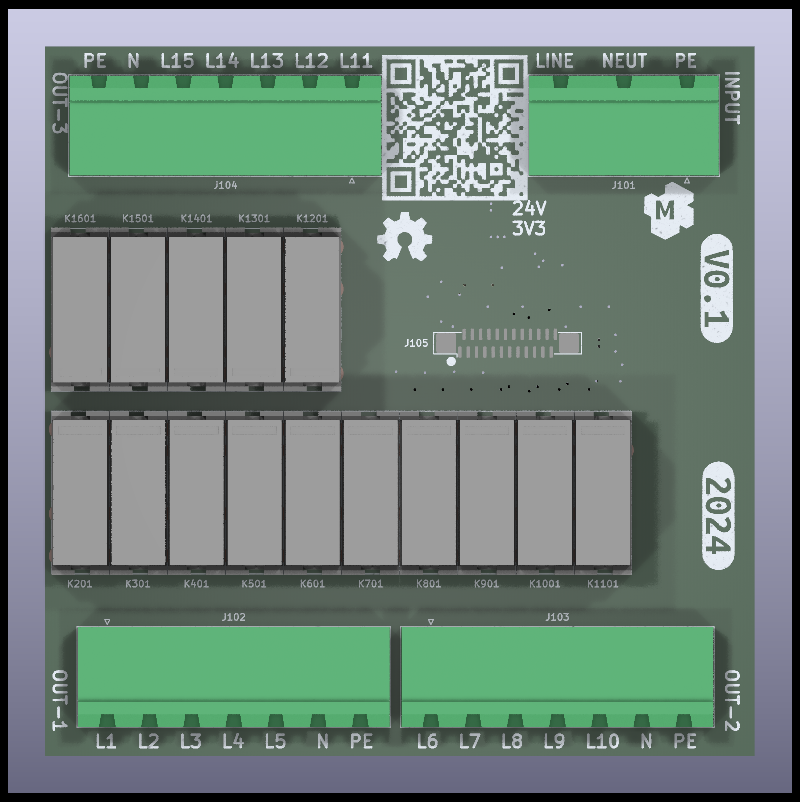 PE N L15 L14 L13 L12 L11
LINE NEUT PE
OUT-3
INPUT
J104
J101
24V
3V3
M
K1601 K1501 K1401 K1301 K1201
V0.1
J105
2024
K201 K301 K401 K501 K601 K701 K801 K901 K1001 K1101
J102
J103
OUT-1
OUT-2
L1 L2 L3 L4 L5 N PE
L6 L7 L8 L9 L10 N PE